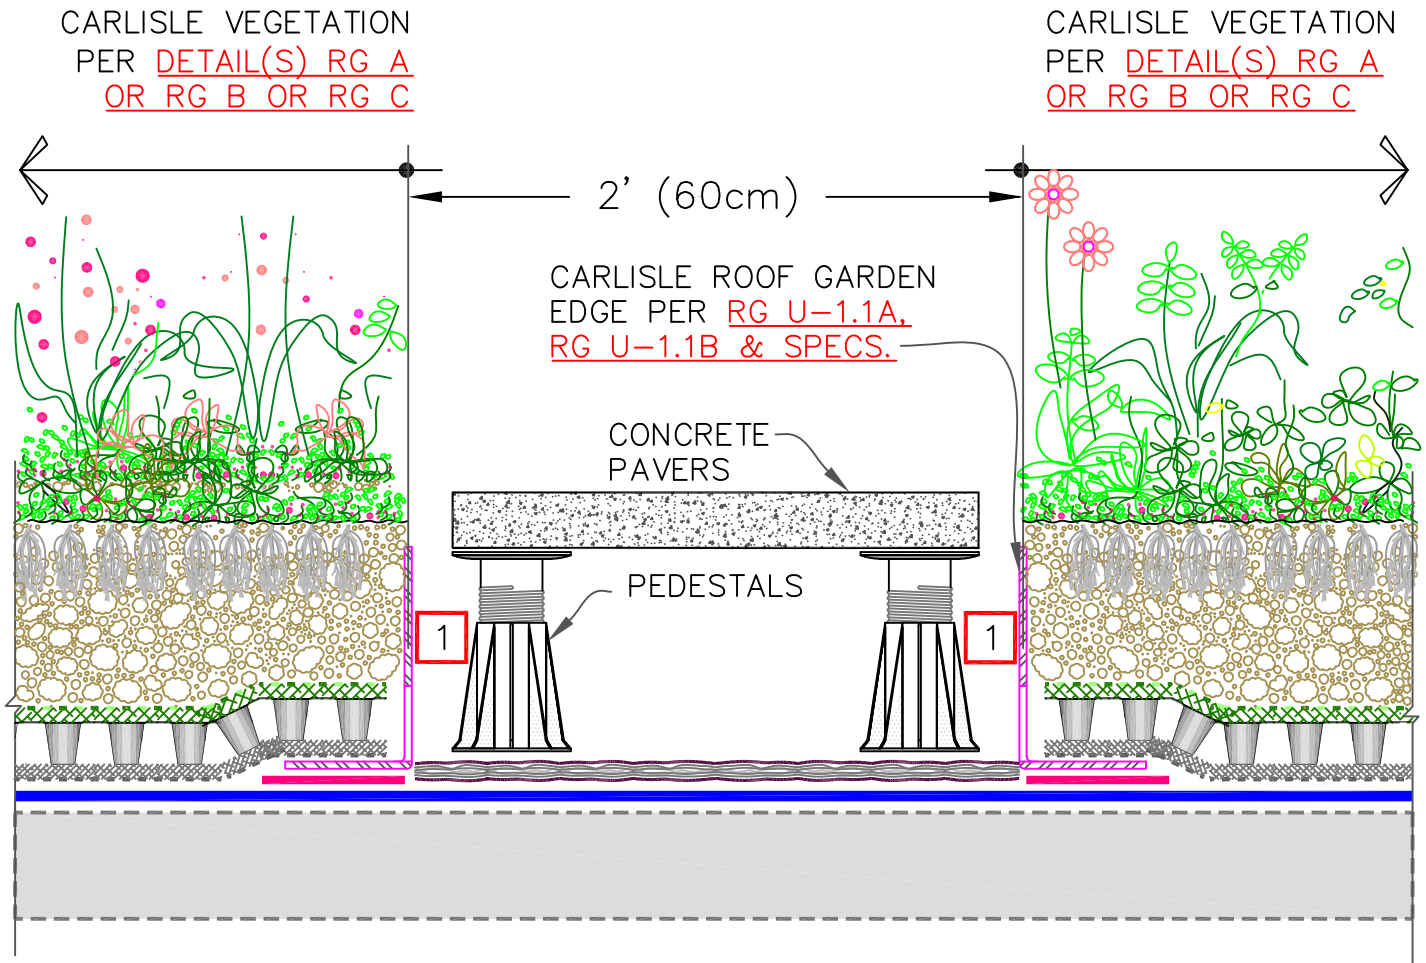 CARLISLE VEGETATION
PER DETAIL(S) RG A
OR RG B OR RG C
CARLISLE VEGETATION
PER DETAIL(S) RG A
OR RG B OR RG C
2' (60cm)
CARLISLE ROOF GARDEN
EDGE PER RG U-1.1A,
RG U-1.1B & SPECS.
CONCRETE
PAVERS
PEDESTALS
1
1